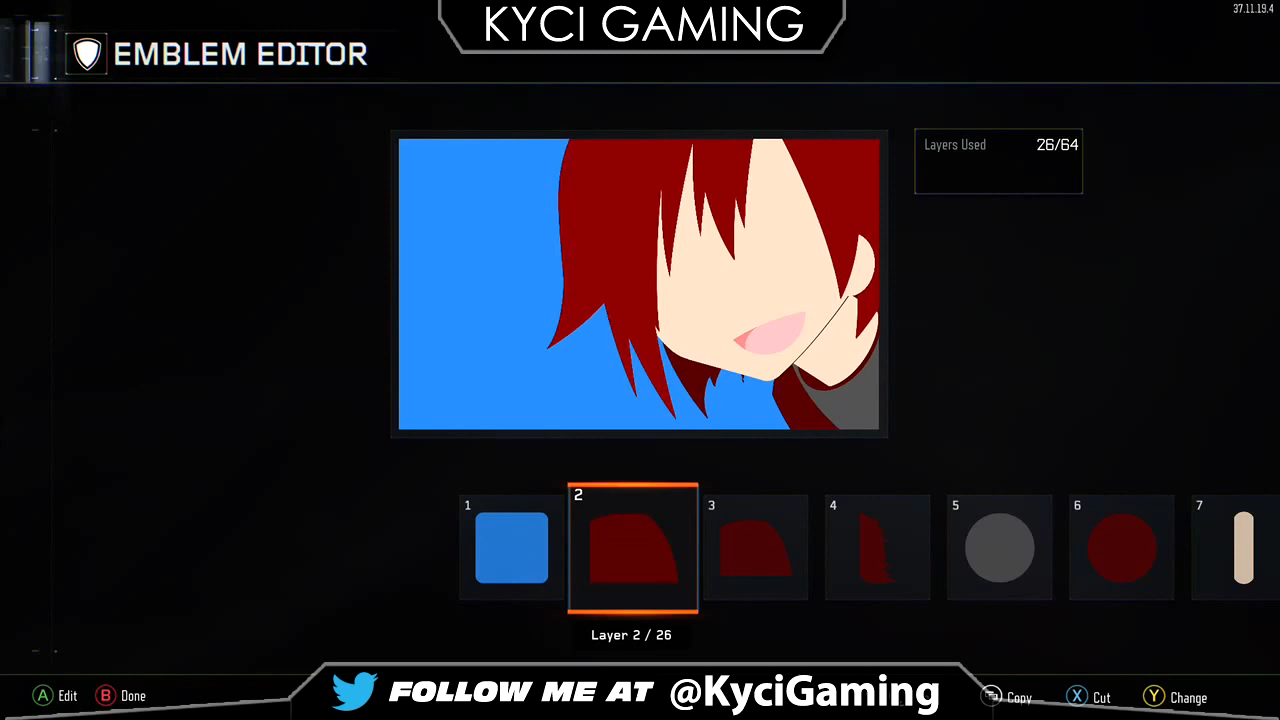 KYCI GAMING
37.11.19.4
EMBLEM EDITOR
Layers Used 26/64
1 2 3 4 5 6 7
Layer 2 / 26
A Edit B Done
FOLLOW ME AT @KyciGaming
Copy X Cut Y Change